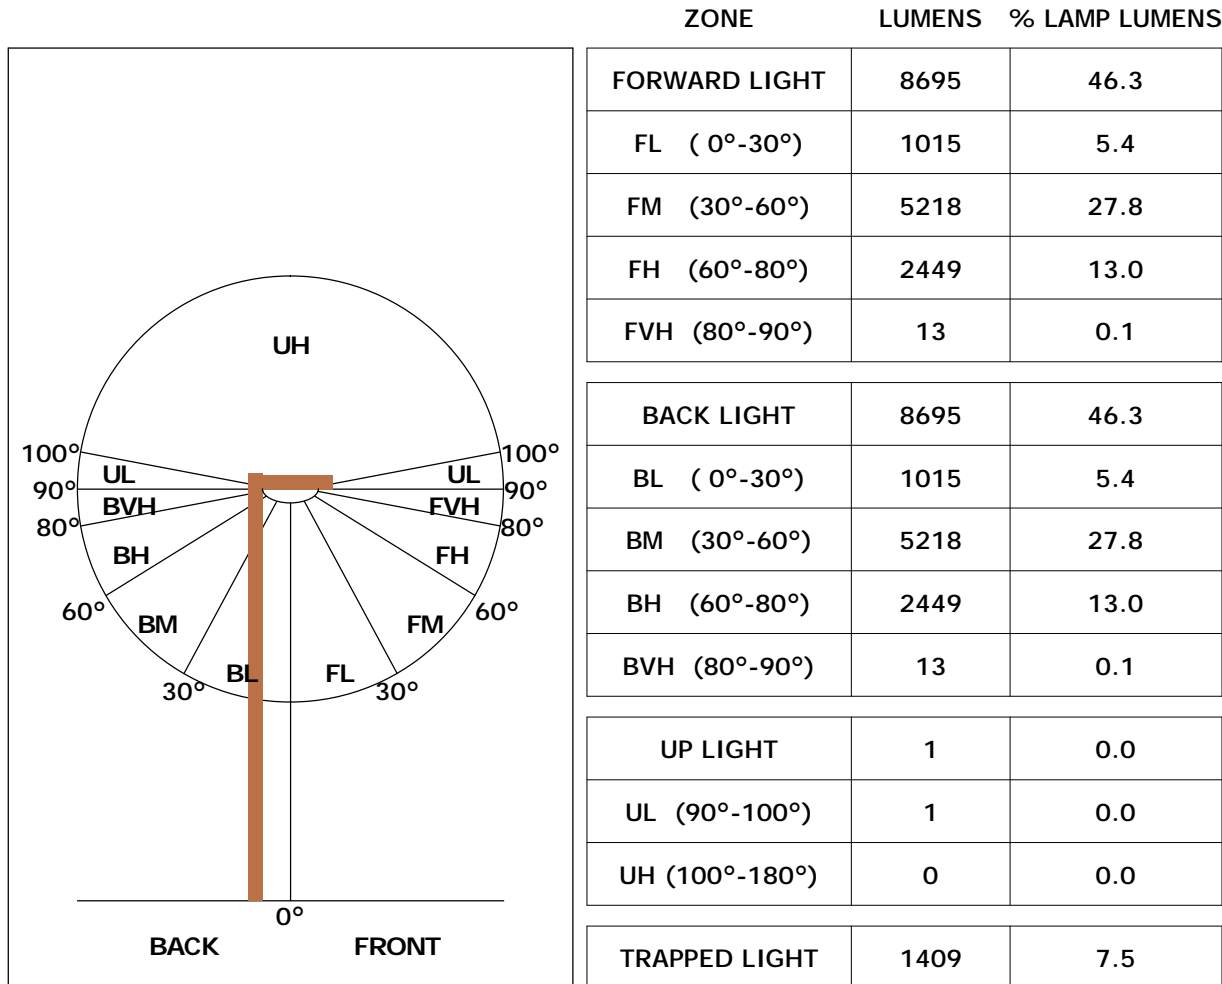 ZONE LUMENS % LAMP LUMENS
FORWARD LIGHT 8695 46.3
FL ( 0°-30°) 1015 5.4
FM (30°-60°) 5218 27.8
FH (60°-80°) 2449 13.0
FVH (80°-90°) 13 0.1
BACK LIGHT 8695 46.3
BL ( 0°-30°) 1015 5.4
BM (30°-60°) 5218 27.8
BH (60°-80°) 2449 13.0
BVH (80°-90°) 13 0.1
UP LIGHT 1 0.0
UL (90°-100°) 1 0.0
UH (100°-180°) 0 0.0
TRAPPED LIGHT 1409 7.5
UH
100° 100°
UL UL
90° 90°
BVH FVH
80° 80°
BH FH
60° 60°
BM FM
BL FL
30° 30°
0°
BACK FRONT